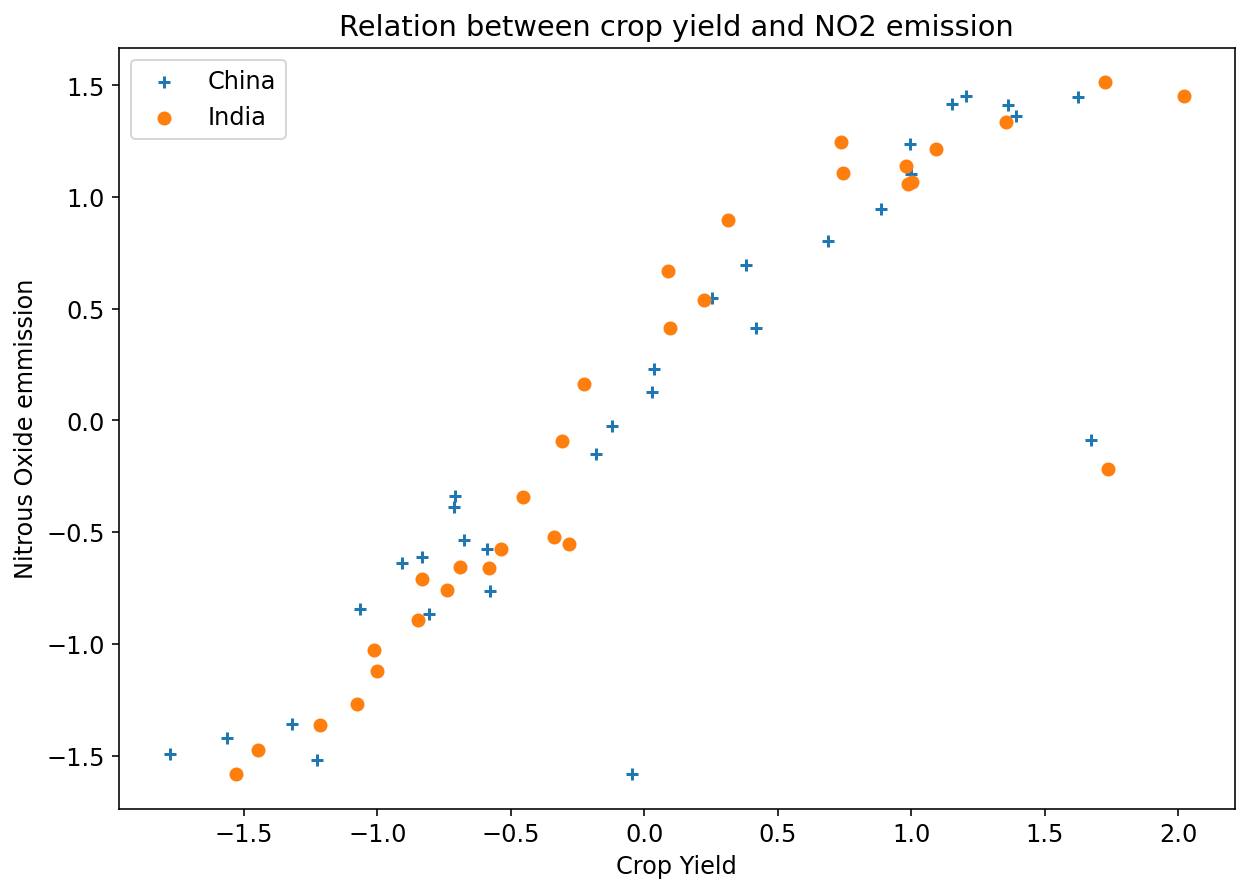 Relation between crop yield and NO2 emission
China
India
Nitrous Oxide emmission
1.5
1.0
0.5
0.0
−0.5
−1.0
−1.5
−1.5 −1.0 −0.5 0.0 0.5 1.0 1.5 2.0
Crop Yield